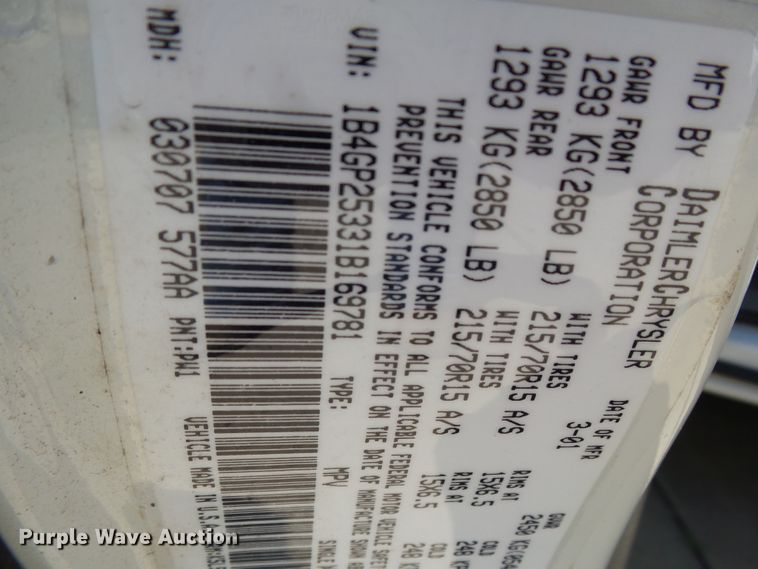 MFD BY DAIMLERCHRYSLER CORPORATION
DATE OF MFR 3-01
GVWR
GAWR FRONT WITH TIRES RIMS AT COLD
1293 KG(2850 LB) 215/70R15 A/S 15X6.5
GAWR REAR WITH TIRES RIMS AT COLD
1293 KG(2850 LB) 215/70R15 A/S 15X6.5
THIS VEHICLE CONFORMS TO ALL APPLICABLE FEDERAL MOTOR VEHICLE
PREVENTION STANDARDS IN EFFECT ON THE DATE OF MANUFACTURE SHOWN
VIN: 1B4GP25331B169781 TYPE: MPV
MDH: 030707 577AA PNT:PW1 VEHICLE MADE IN U.S.A.
Purple Wave Auction